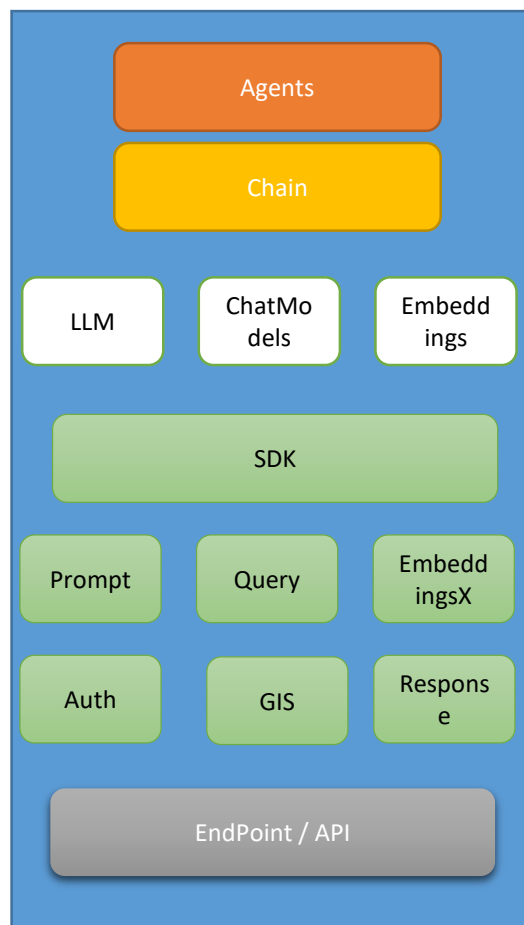 Agents
Chain
LLM
ChatMo
dels
Embedd
ings
SDK
Prompt
Query
Embedd
ingsX
Auth
GIS
Respons
e
EndPoint / API